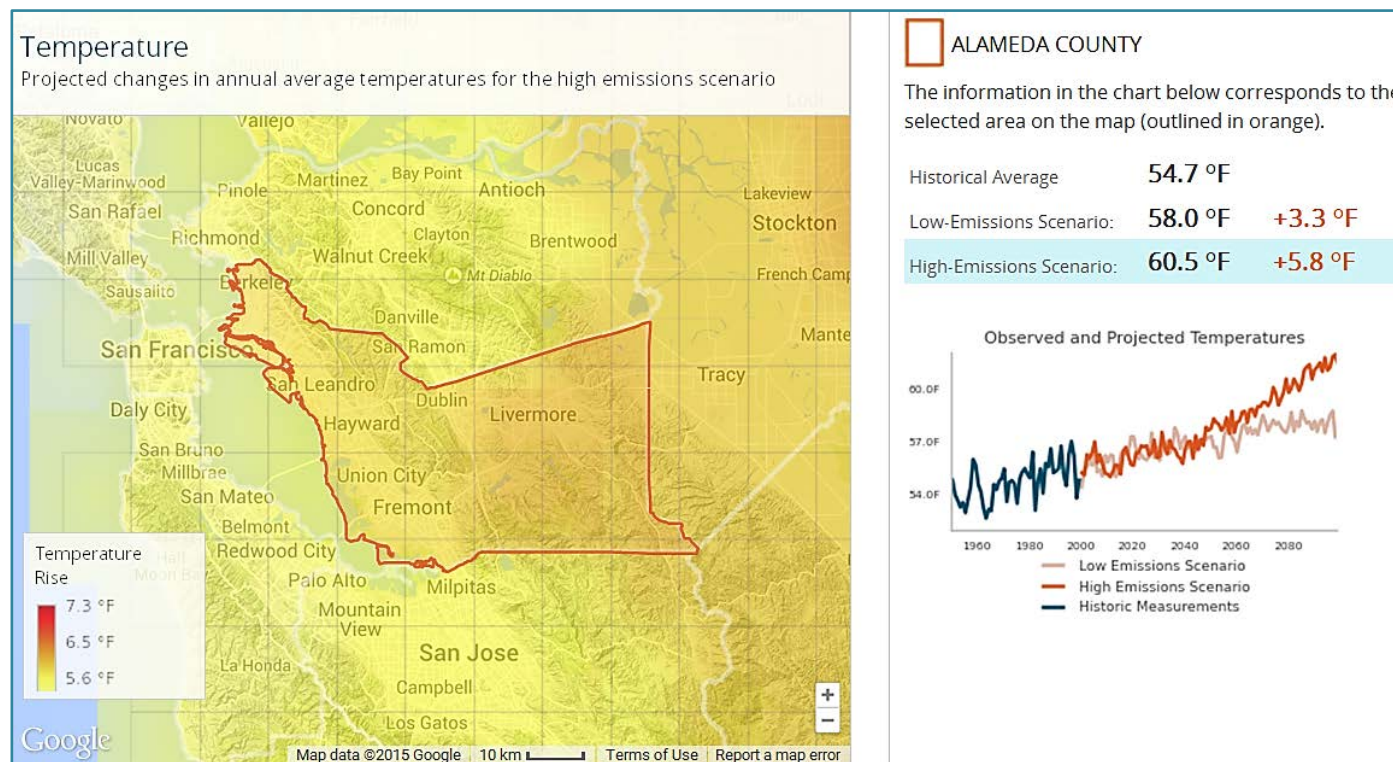 Temperature
Projected changes in annual average temperatures for the high emissions scenario
Novato
Vallejo
Lucas
Valley-Marinwood
Pinole
Martinez
Bay Point
Antioch
Lakeview
San Rafael
Concord
Stockton
Richmond
Clayton
Brentwood
Mill Valley
Walnut Creek
Mt Diablo
French Camp
Sausalito
Berkeley
Danville
San Francisco
San Ramon
Mante
Tracy
San Leandro
Dublin
Livermore
Daly City
Hayward
San Bruno
Millbrae
Union City
San Mateo
Fremont
Belmont
Redwood City
Palo Alto
Milpitas
Mountain
View
San Jose
La Honda
Campbell
Los Gatos
Half
Moon Bay
Temperature
Rise
7.3 °F
6.5 °F
5.6 °F
+
−
Google
Map data ©2015 Google
10 km
Terms of Use
Report a map error
ALAMEDA COUNTY
The information in the chart below corresponds to the
selected area on the map (outlined in orange).
Historical Average 54.7 °F
Low-Emissions Scenario: 58.0 °F +3.3 °F
High-Emissions Scenario: 60.5 °F +5.8 °F
Observed and Projected Temperatures
60.0F
57.0F
54.0F
1960 1980 2000 2020 2040 2060 2080
Low Emissions Scenario
High Emissions Scenario
Historic Measurements